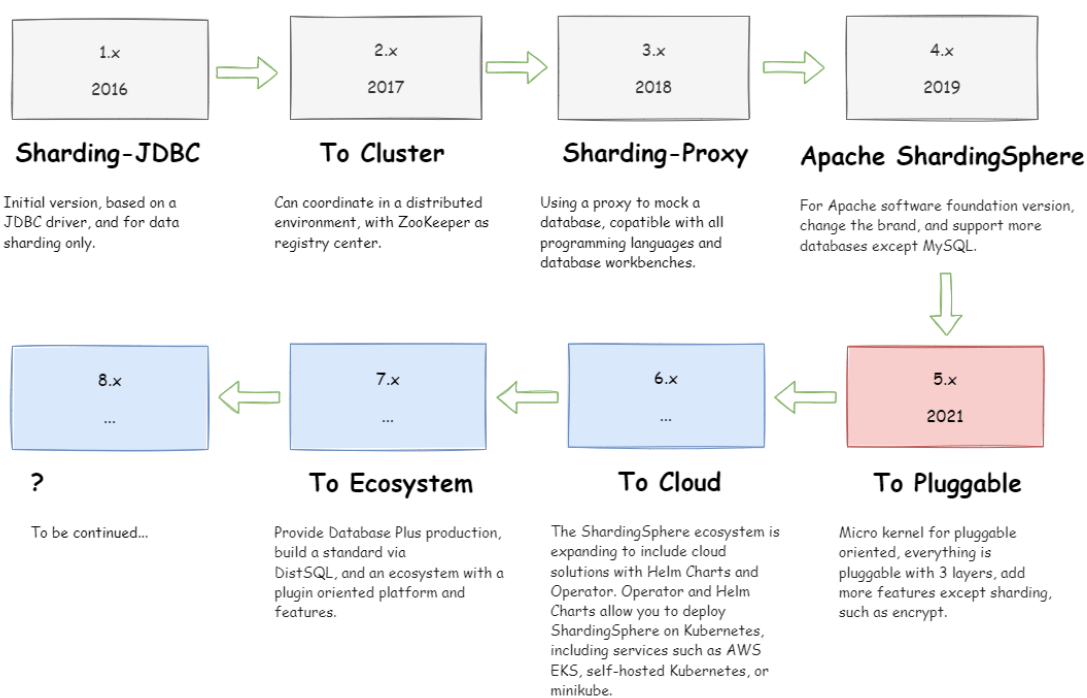 1.x
2016
2.x
2017
3.x
2018
4.x
2019
Sharding-JDBC
To Cluster
Sharding-Proxy
Apache ShardingSphere
Initial version, based on a
JDBC driver, and for data
sharding only.
Can coordinate in a distributed
environment, with ZooKeeper as
registry center.
Using a proxy to mock a
database, copatible with all
programming languages and
database workbenches.
For Apache software foundation version,
change the brand, and support more
databases except MySQL.
8.x
...
7.x
...
6.x
...
5.x
2021
?
To Ecosystem
To Cloud
To Pluggable
To be continued...
Provide Database Plus production,
build a standard via
DistSQL, and an ecosystem with a
plugin oriented platform and
features.
The ShardingSphere ecosystem is
expanding to include cloud
solutions with Helm Charts and
Operator. Operator and Helm
Charts allow you to deploy
ShardingSphere on Kubernetes,
including services such as AWS
EKS, self-hosted Kubernetes, or
minikube.
Micro kernel for pluggable
oriented, everything is
pluggable with 3 layers, add
more features except sharding,
such as encrypt.